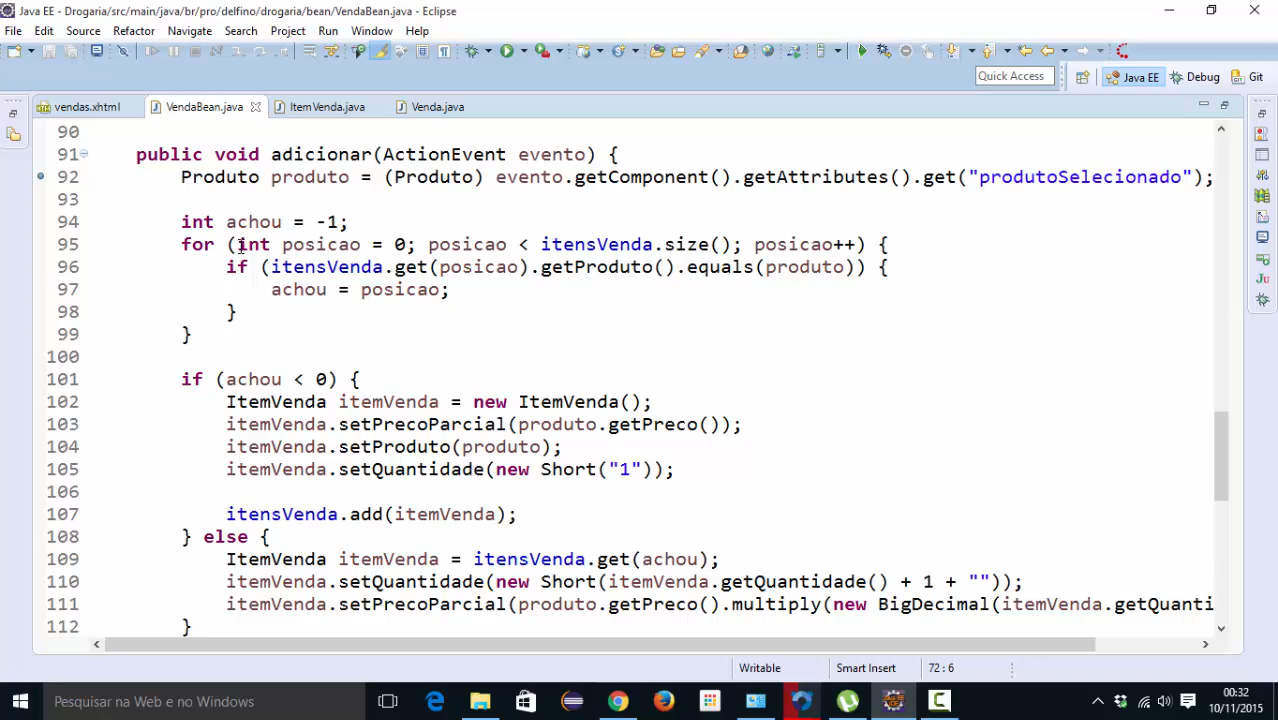 Java EE - Drogaria/src/main/java/br/pro/delfino/drogaria/bean/VendaBean.java - Eclipse
File Edit Source Refactor Navigate Search Project Run Window Help
Quick Access Java EE Debug Git
vendas.xhtml VendaBean.java ItemVenda.java Venda.java
90
91 public void adicionar(ActionEvent evento) {
92 Produto produto = (Produto) evento.getComponent().getAttributes().get("produtoSelecionado");
93
94 int achou = -1;
95 for (int posicao = 0; posicao < itensVenda.size(); posicao++) {
96 if (itensVenda.get(posicao).getProduto().equals(produto)) {
97 achou = posicao;
98 }
99 }
100
101 if (achou < 0) {
102 ItemVenda itemVenda = new ItemVenda();
103 itemVenda.setPrecoParcial(produto.getPreco());
104 itemVenda.setProduto(produto);
105 itemVenda.setQuantidade(new Short("1"));
106
107 itensVenda.add(itemVenda);
108 } else {
109 ItemVenda itemVenda = itensVenda.get(achou);
110 itemVenda.setQuantidade(new Short(itemVenda.getQuantidade() + 1 + ""));
111 itemVenda.setPrecoParcial(produto.getPreco().multiply(new BigDecimal(itemVenda.getQuanti
112 }
Writable Smart Insert 72 : 6
Pesquisar na Web e no Windows
00:32
10/11/2015